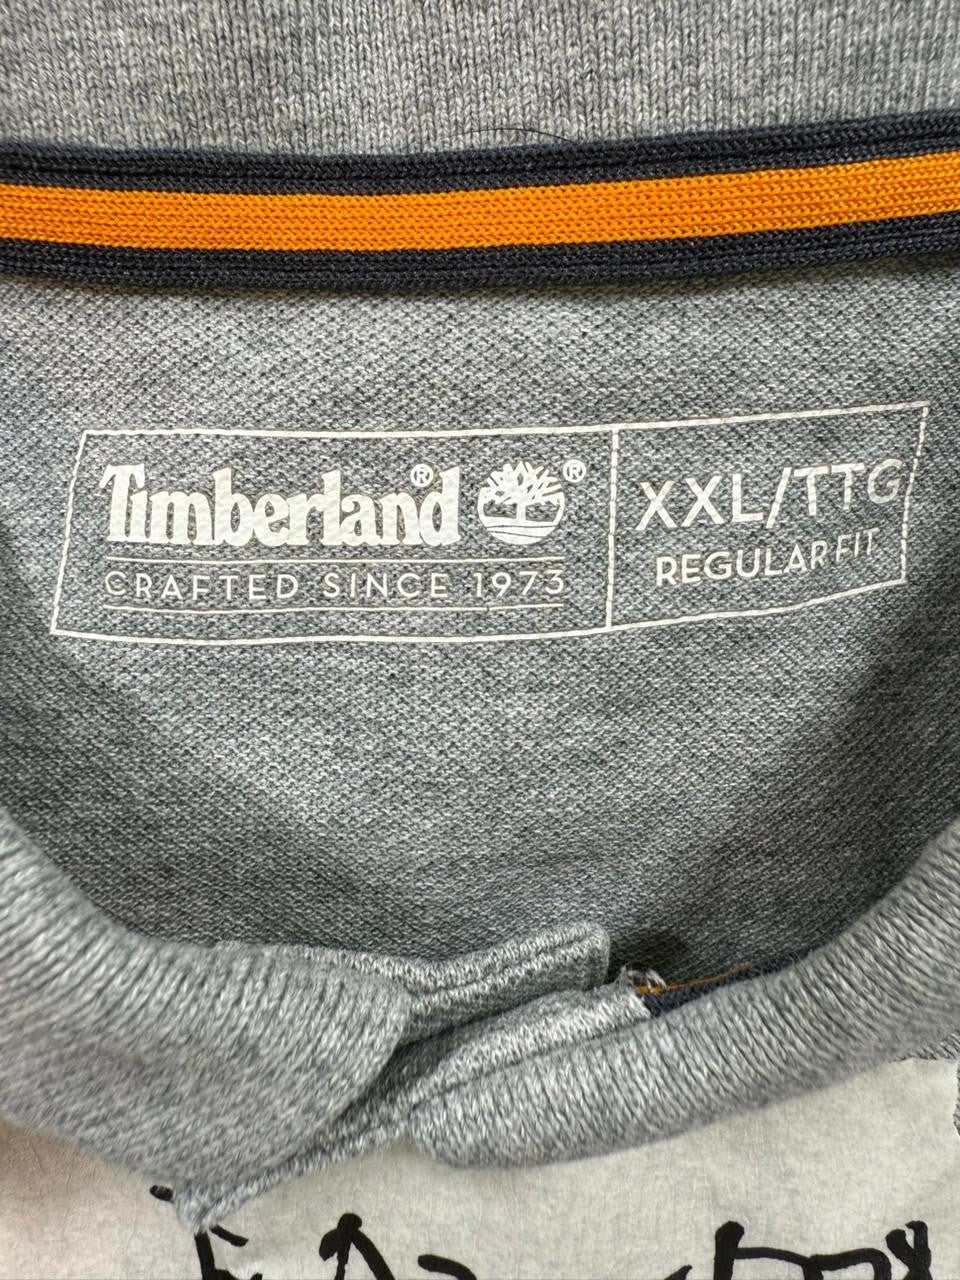 Timberland® ®
CRAFTED SINCE 1973
XXL/TTG
REGULAR FIT